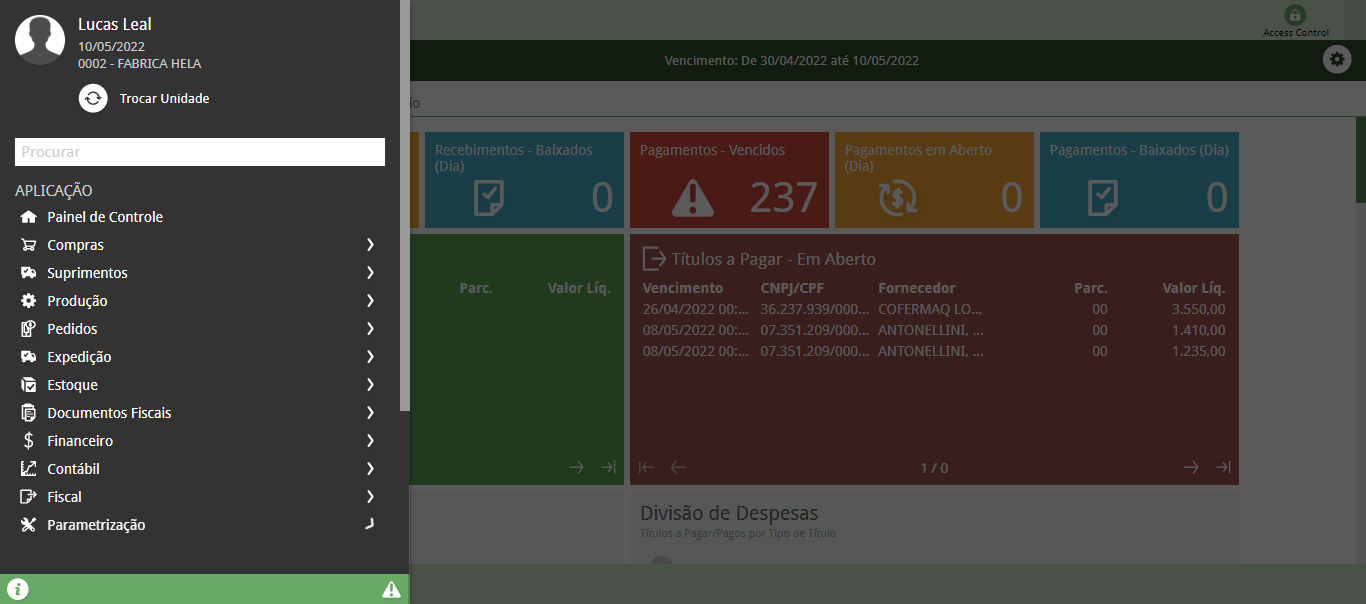 Lucas Leal
10/05/2022
0002 - FABRICA HELA
Trocar Unidade
Procurar
APLICAÇÃO
Painel de Controle
Compras
Suprimentos
Produção
Pedidos
Expedição
Estoque
Documentos Fiscais
Financeiro
Contábil
Fiscal
Parametrização
Access Control
Vencimento: De 30/04/2022 até 10/05/2022
Recebimentos - Baixados
(Dia)
0
Pagamentos - Vencidos
237
Pagamentos em Aberto
(Dia)
0
Pagamentos - Baixados (Dia)
0
Parc. Valor Líq.
Títulos a Pagar - Em Aberto
Vencimento CNPJ/CPF Fornecedor Parc. Valor Líq.
26/04/2022 00:... 36.237.939/000... COFERMAQ LO... 00 3.550,00
08/05/2022 00:... 07.351.209/000... ANTONELLINI, ... 00 1.410,00
08/05/2022 00:... 07.351.209/000... ANTONELLINI, ... 00 1.235,00
1 / 0
Divisão de Despesas
Títulos a Pagar/Pagos por Tipo de Título